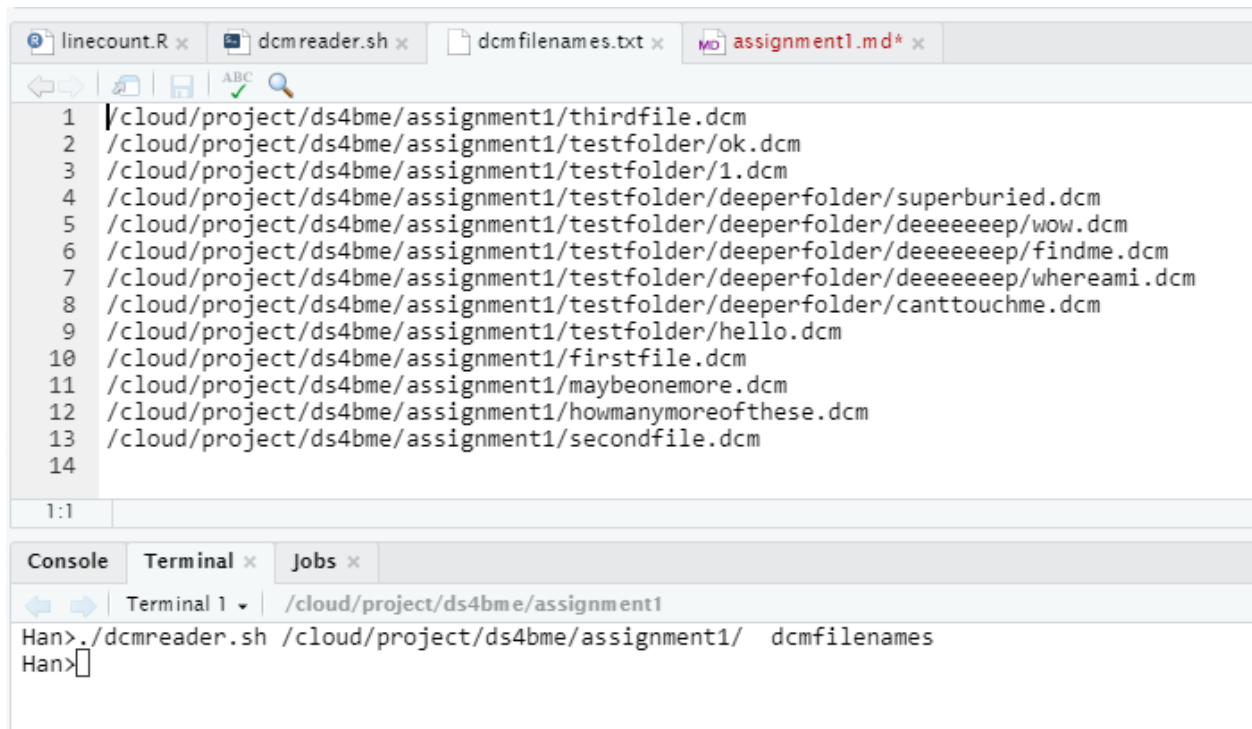 linecount.R dcmreader.sh dcmfilenames.txt MD assignment1.md*
ABC
1 /cloud/project/ds4bme/assignment1/thirdfile.dcm
2 /cloud/project/ds4bme/assignment1/testfolder/ok.dcm
3 /cloud/project/ds4bme/assignment1/testfolder/1.dcm
4 /cloud/project/ds4bme/assignment1/testfolder/deeperfolder/superburied.dcm
5 /cloud/project/ds4bme/assignment1/testfolder/deeperfolder/deeeeeeep/wow.dcm
6 /cloud/project/ds4bme/assignment1/testfolder/deeperfolder/deeeeeeep/findme.dcm
7 /cloud/project/ds4bme/assignment1/testfolder/deeperfolder/deeeeeeep/whereami.dcm
8 /cloud/project/ds4bme/assignment1/testfolder/deeperfolder/canttouchme.dcm
9 /cloud/project/ds4bme/assignment1/testfolder/hello.dcm
10 /cloud/project/ds4bme/assignment1/firstfile.dcm
11 /cloud/project/ds4bme/assignment1/maybeonemore.dcm
12 /cloud/project/ds4bme/assignment1/howmanymoreofthese.dcm
13 /cloud/project/ds4bme/assignment1/secondfile.dcm
14
1:1
Console Terminal Jobs
Terminal 1 /cloud/project/ds4bme/assignment1
Han>./dcmreader.sh /cloud/project/ds4bme/assignment1/  dcmfilenames
Han>